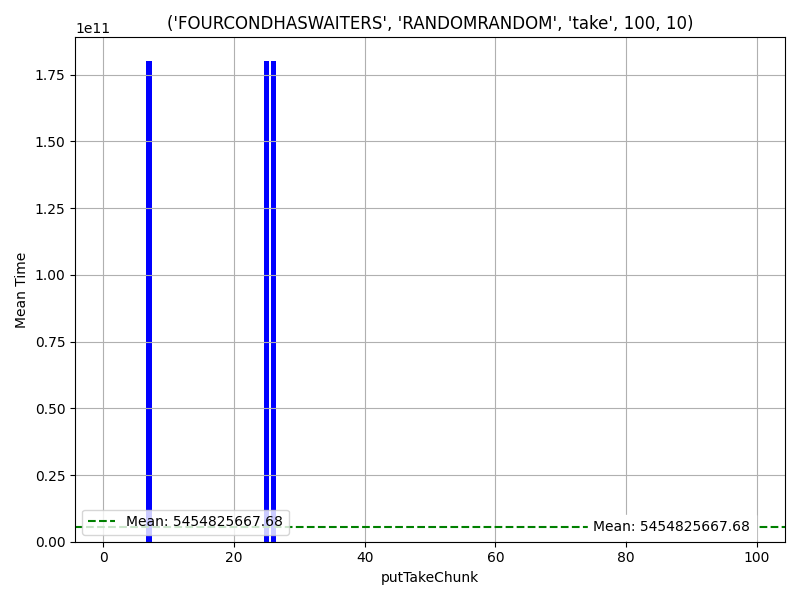 ('FOURCONDHASWAITERS', 'RANDOMRANDOM', 'take', 100, 10)
1e11
1.75
1.50
1.25
1.00
0.75
0.50
0.25
0.00
Mean Time
Mean: 5454825667.68
Mean: 5454825667.68
0 20 40 60 80 100
putTakeChunk